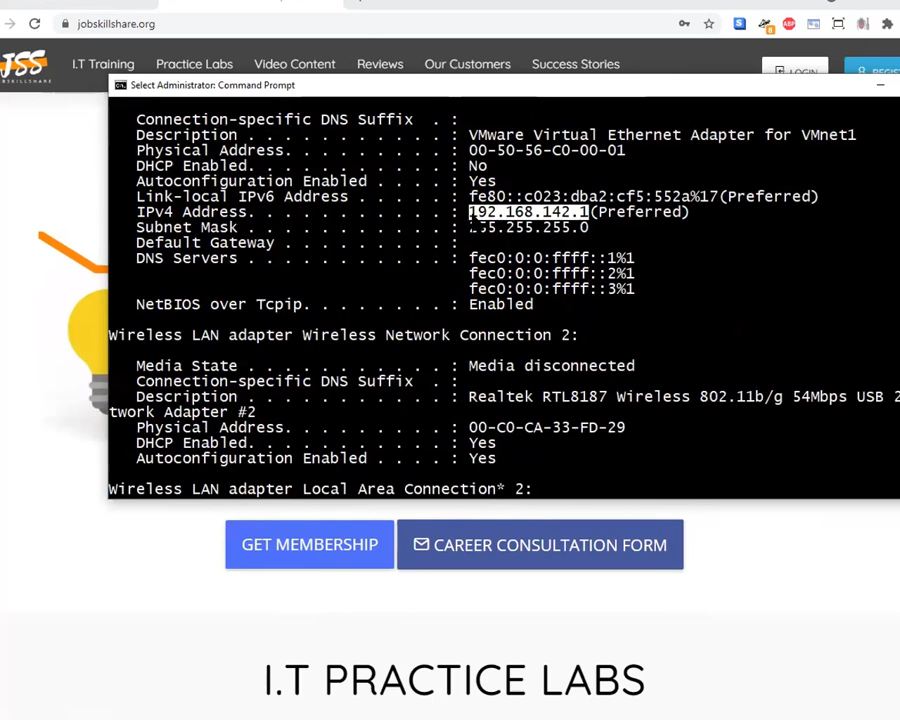 jobskillshare.org
JSS
I.T Training Practice Labs Video Content Reviews Our Customers Success Stories
LOGIN
Select Administrator: Command Prompt
Connection-specific DNS Suffix . :
Description . . . . . . . . . . . : VMware Virtual Ethernet Adapter for VMnet1
Physical Address. . . . . . . . . : 00-50-56-C0-00-01
DHCP Enabled. . . . . . . . . . . : No
Autoconfiguration Enabled . . . . : Yes
Link-local IPv6 Address . . . . . : fe80::c023:dba2:cf5:552a%17(Preferred)
IPv4 Address. . . . . . . . . . . : 192.168.142.1(Preferred)
Subnet Mask . . . . . . . . . . . : 255.255.255.0
Default Gateway . . . . . . . . . :
DNS Servers . . . . . . . . . . . : fec0:0:0:ffff::1%1
fec0:0:0:ffff::2%1
fec0:0:0:ffff::3%1
NetBIOS over Tcpip. . . . . . . . : Enabled
Wireless LAN adapter Wireless Network Connection 2:
Media State . . . . . . . . . . . : Media disconnected
Connection-specific DNS Suffix . :
Description . . . . . . . . . . . : Realtek RTL8187 Wireless 802.11b/g 54Mbps USB 2
twork Adapter #2
Physical Address. . . . . . . . . : 00-C0-CA-33-FD-29
DHCP Enabled. . . . . . . . . . . : Yes
Autoconfiguration Enabled . . . . : Yes
Wireless LAN adapter Local Area Connection* 2:
GET MEMBERSHIP
CAREER CONSULTATION FORM
I.T PRACTICE LABS